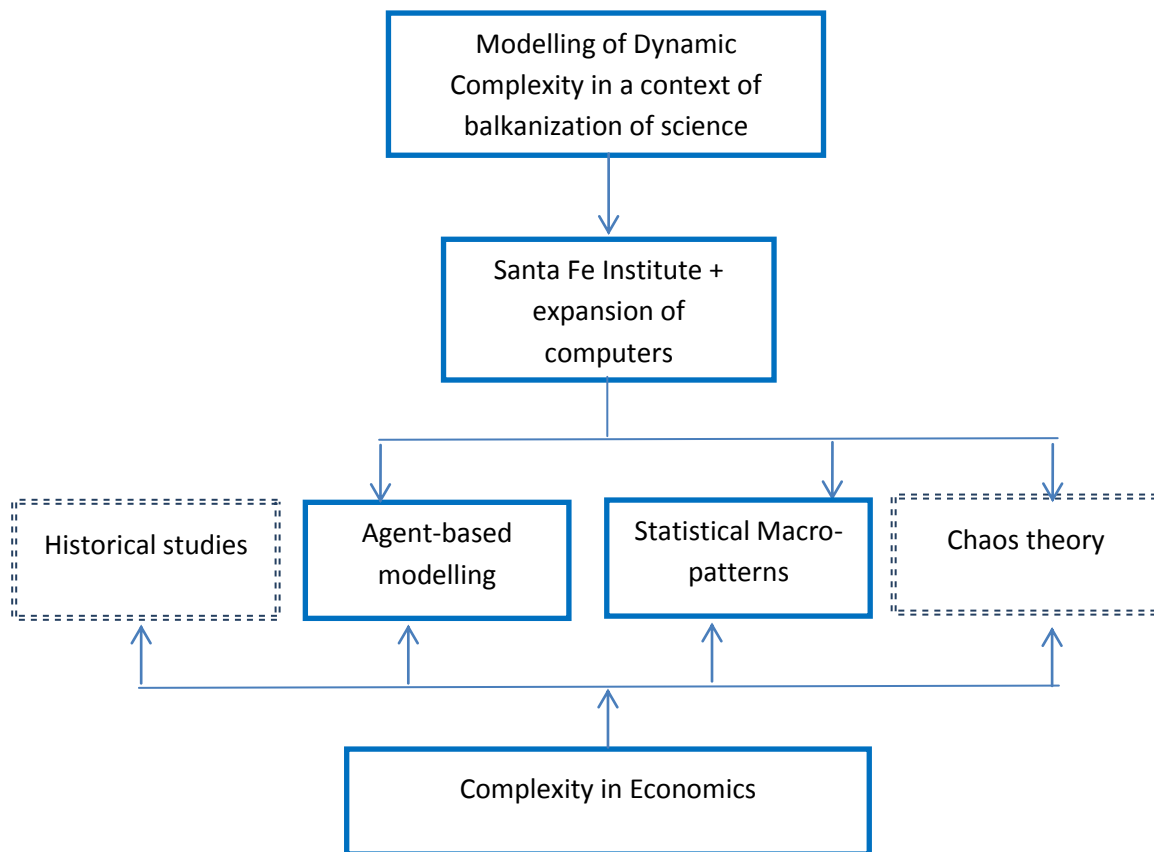 Modelling of Dynamic
Complexity in a context of
balkanization of science
Santa Fe Institute +
expansion of
computers
Historical studies
Agent-based
modelling
Statistical Macro-
patterns
Chaos theory
Complexity in Economics